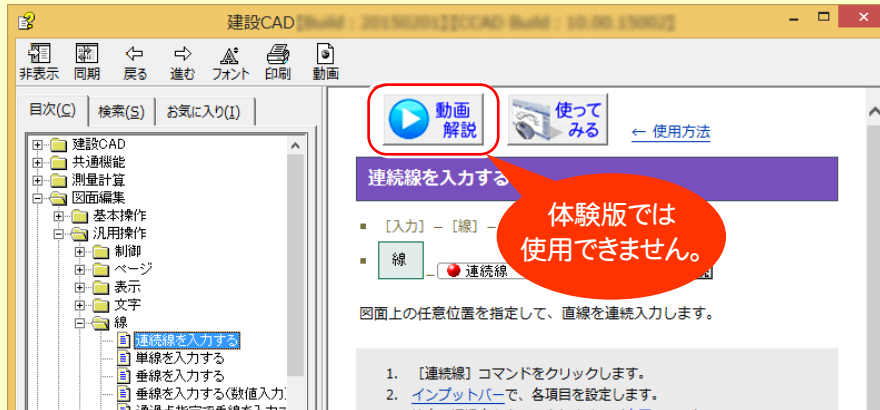 建設CAD
非表示 同期 戻る 進む フォント 印刷 動画
目次(C) 検索(S) お気に入り(I)
建設CAD
共通機能
測量計算
図面編集
基本操作
汎用操作
制御
ページ
表示
文字
線
連続線を入力する
単線を入力する
垂線を入力する
垂線を入力する(数値入力
動画
解説
使って
みる
← 使用方法
連続線を入力する
[入力] - [線] -
線 - 連続線
体験版では
使用できません。
図面上の任意位置を指定して、直線を連続入力します。
1. [連続線] コマンドをクリックします。
2. インプットバーで、各項目を設定します。